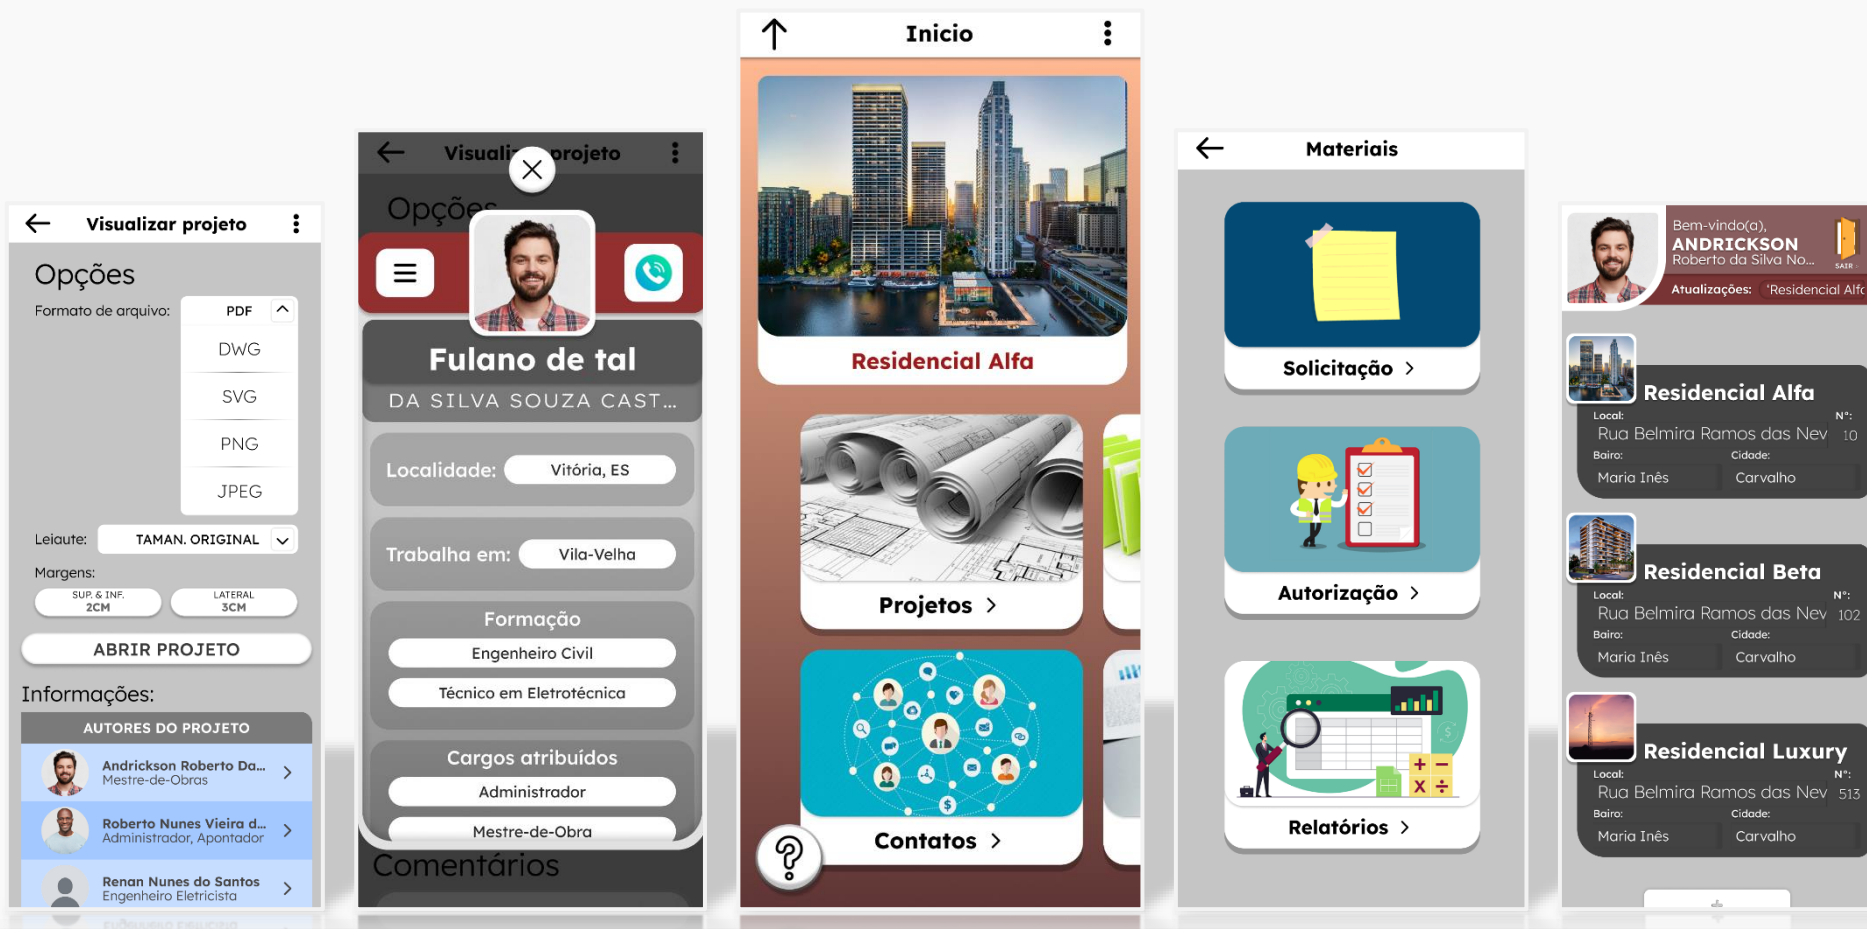 Visualizar projeto
Opções
Formato de arquivo:
PDF
DWG
SVG
PNG
JPEG
Leiaute:
TAMAN. ORIGINAL
Margens:
SUP. & INF.
2CM
LATERAL
3CM
ABRIR PROJETO
Informações:
AUTORES DO PROJETO
Andrickson Roberto Da...
Mestre-de-Obras
Roberto Nunes Vieira d...
Administrador, Apontador
Renan Nunes do Santos
Engenheiro Eletricista
Visuali projeto
Opções
Fulano de tal
DA SILVA SOUZA CAST...
Localidade: Vitória, ES
Trabalha em: Vila-Velha
Formação
Engenheiro Civil
Técnico em Eletrotécnica
Cargos atribuídos
Administrador
Mestre-de-Obra
Comentários
Inicio
Residencial Alfa
Projetos >
Contatos >
?
Materiais
Solicitação >
Autorização >
Relatórios >
Bem-vindo(a),
ANDRICKSON
Roberto da Silva No...
SAIR
Atualizações: 'Residencial Alfa
Residencial Alfa
Local: N°:
Rua Belmira Ramos das Nev 10
Bairo: Cidade:
Maria Inês Carvalho
Residencial Beta
Local: N°:
Rua Belmira Ramos das Nev 102
Bairo: Cidade:
Maria Inês Carvalho
Residencial Luxury
Local: N°:
Rua Belmira Ramos das Nev 513
Bairo: Cidade:
Maria Inês Carvalho
+